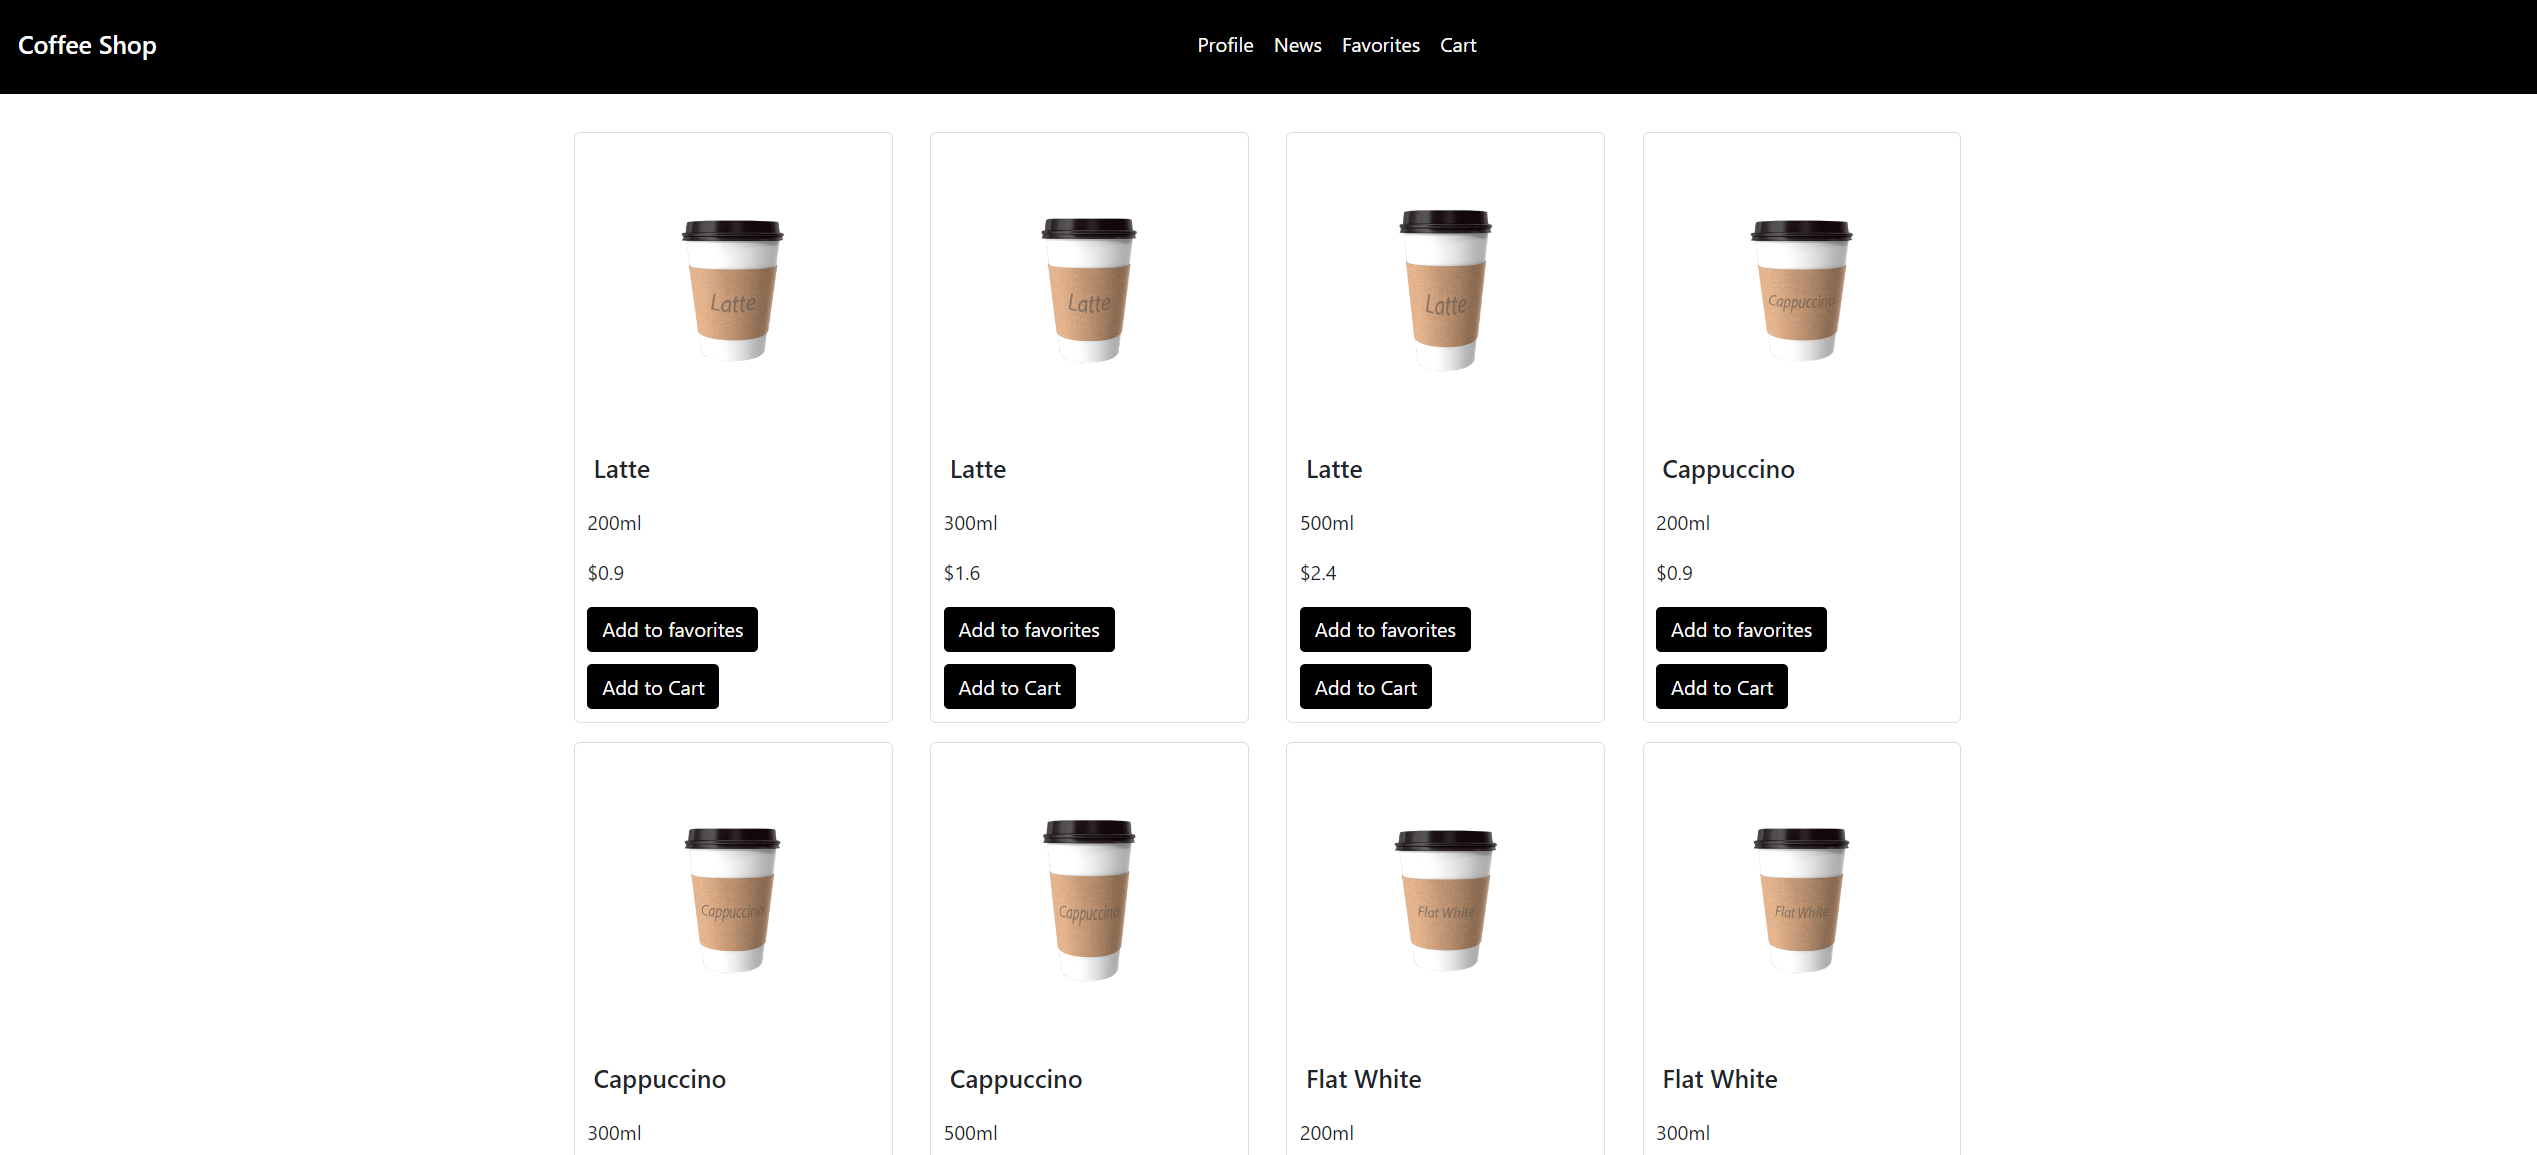 Coffee Shop
Profile News Favorites Cart
Latte
Latte
200ml
$0.9
Add to favorites
Add to Cart
Latte
Latte
300ml
$1.6
Add to favorites
Add to Cart
Latte
Latte
500ml
$2.4
Add to favorites
Add to Cart
Cappuccino
Cappuccino
200ml
$0.9
Add to favorites
Add to Cart
Cappuccino
Cappuccino
300ml
Cappuccino
Cappuccino
500ml
Flat White
Flat White
200ml
Flat White
Flat White
300ml